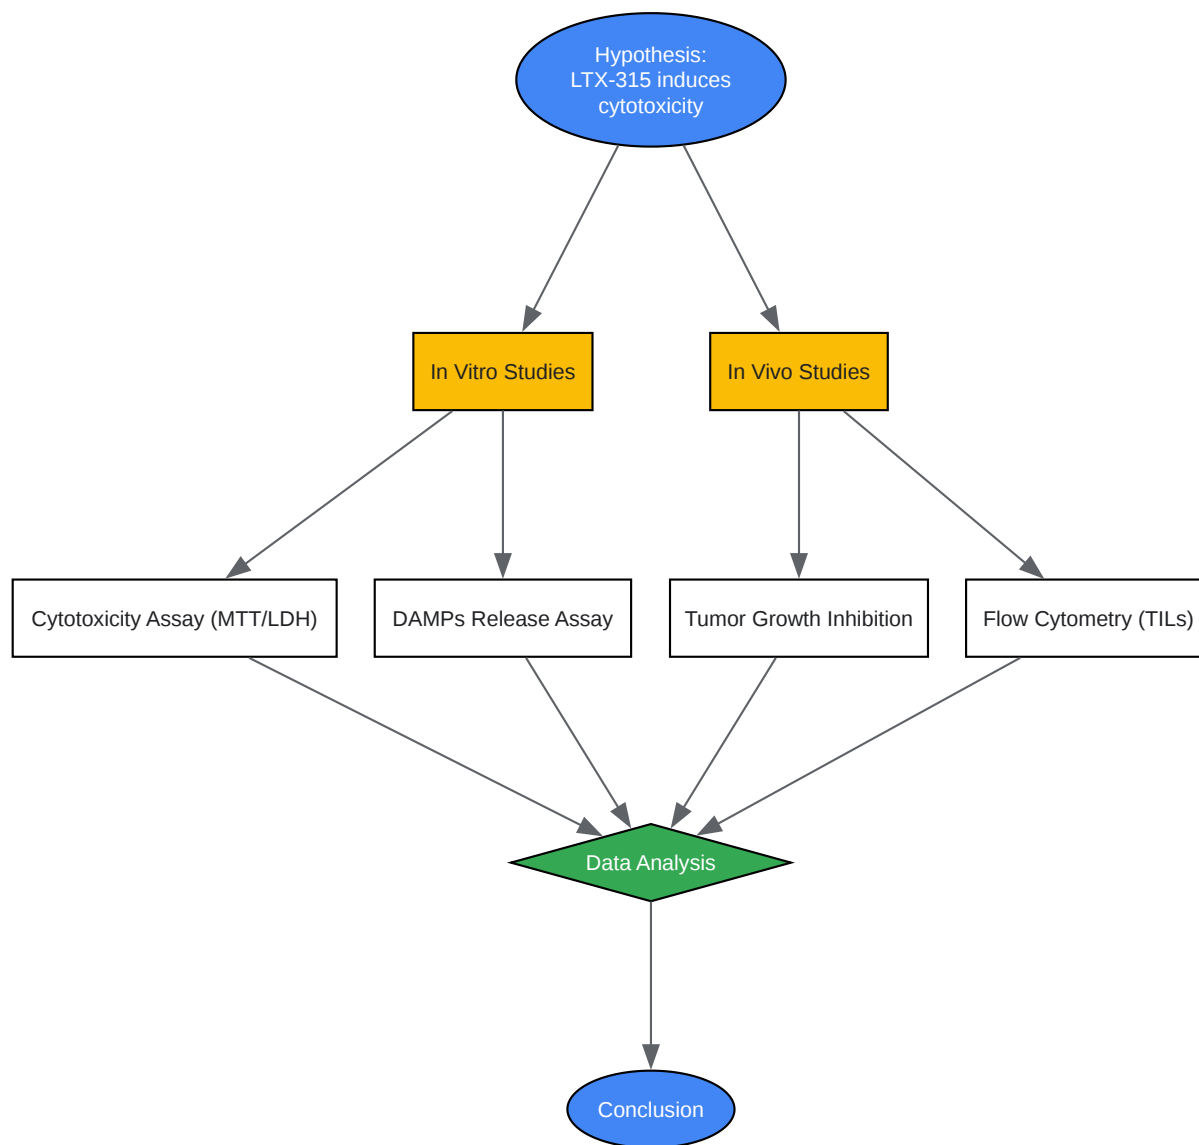 Hypothesis:
LTX-315 induces
cytotoxicity
In Vitro Studies
In Vivo Studies
Cytotoxicity Assay (MTT/LDH)
DAMPs Release Assay
Tumor Growth Inhibition
Flow Cytometry (TILs)
Data Analysis
Conclusion